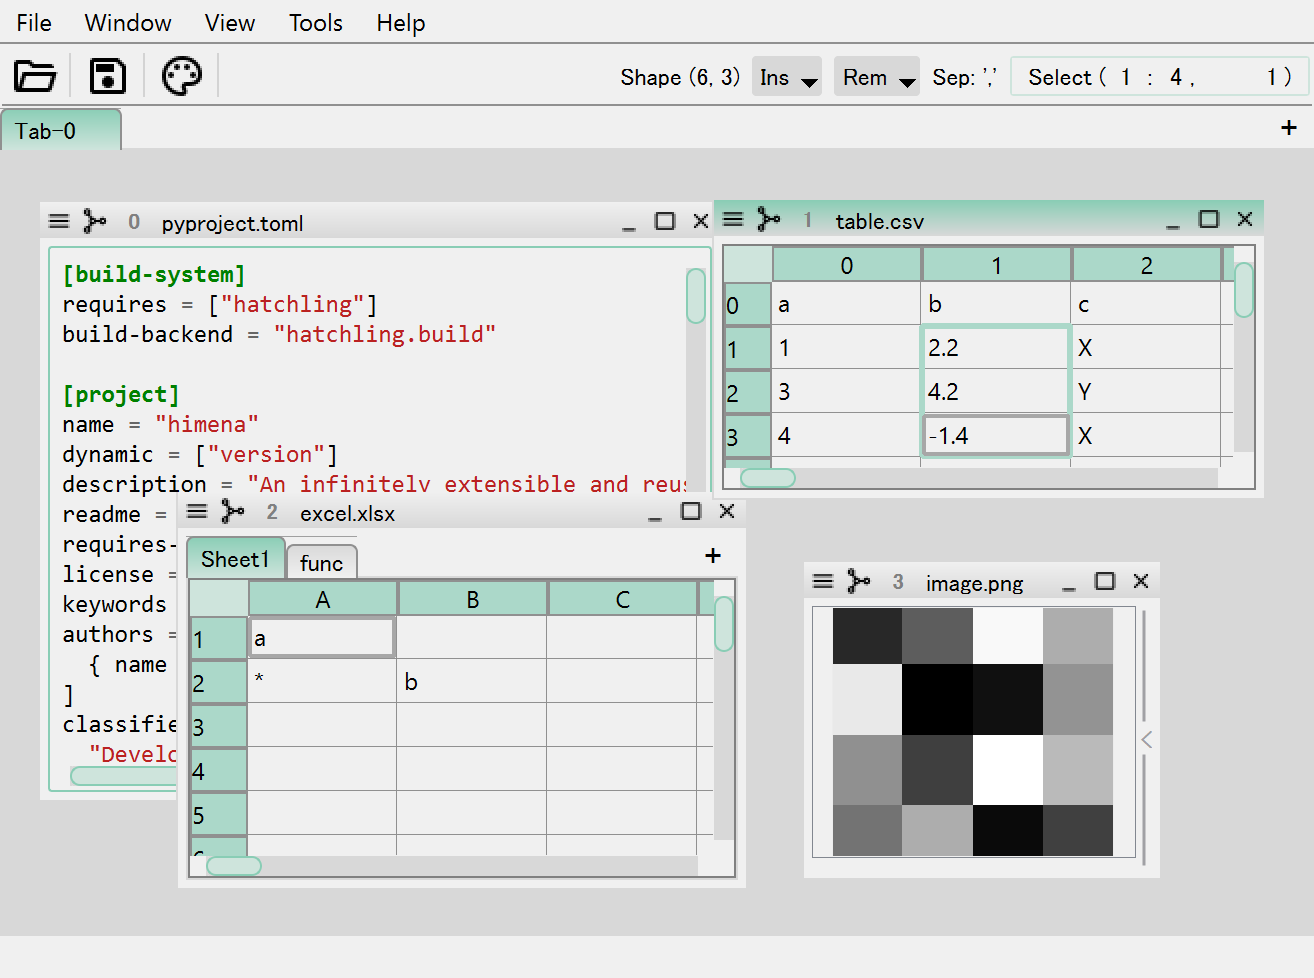 File Window View Tools Help
Shape (6, 3) Ins Rem Sep: ',' Select ( 1 : 4 , 1 )
Tab-0 +
0 pyproject.toml
[build-system]
requires = ["hatchling"]
build-backend = "hatchling.build"
[project]
name = "himena"
dynamic = ["version"]
description = "An infinitely extensible and
readme =
requires-
license =
keywords
authors =
{ name
]
"Develo
1 table.csv
0 1 2
0 a b c
1 1 2.2 X
2 3 4.2 Y
3 4 -1.4 X
2 excel.xlsx
Sheet1 func +
A B C
1 a
2 * b
3
4
5
3 image.png